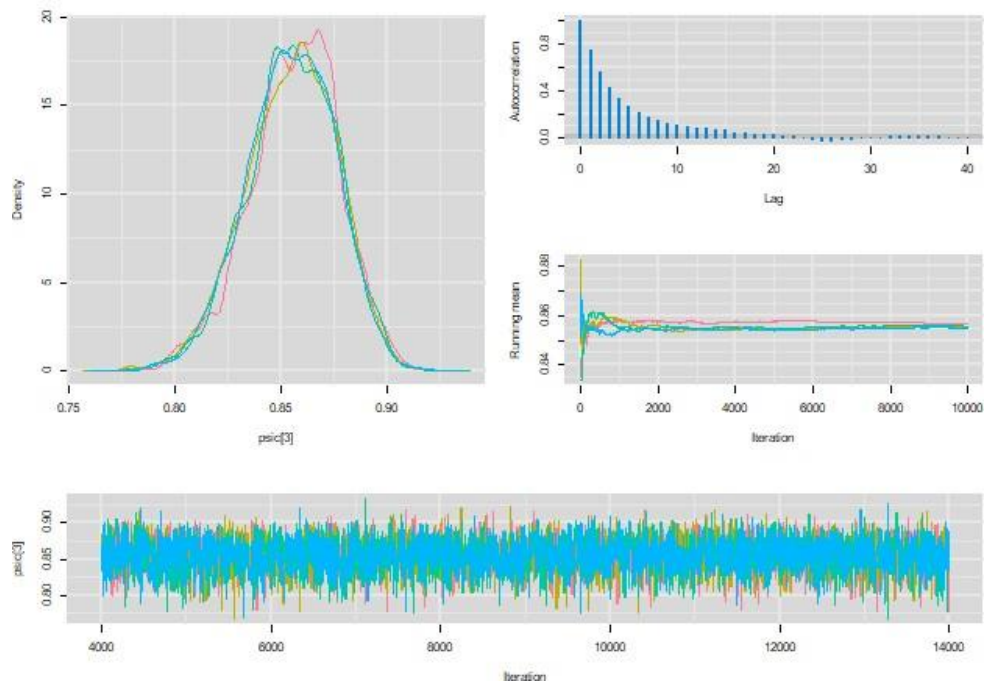 20
15
10
5
0
Density
0.75 0.80 0.85 0.90
psic[3]
0.8
0.4
0.0
Autocorrelation
0 10 20 30 40
Lag
0.88
0.86
0.84
Running mean
0 2000 4000 6000 8000 10000
Iteration
0.90
0.85
0.80
psic[3]
4000 6000 8000 10000 12000 14000
Iteration